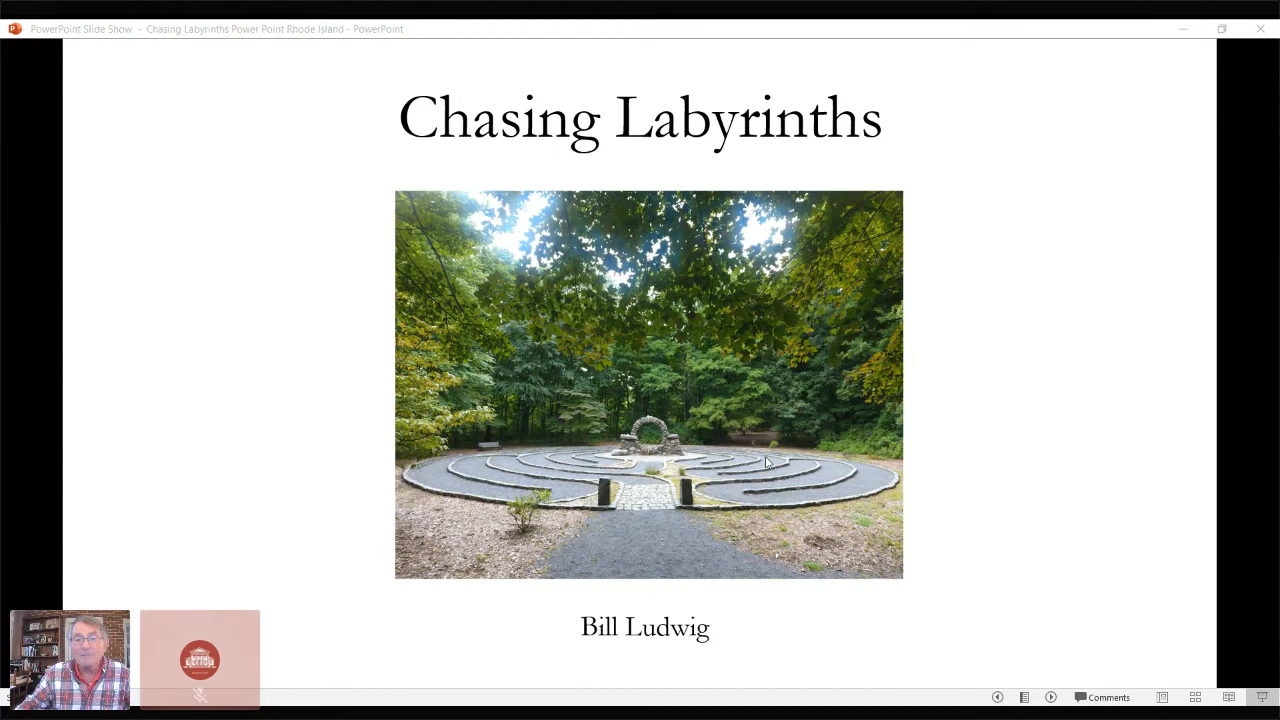 PowerPoint Slide Show - Chasing Labyrinths Power Point Rhode Island - PowerPoint
Chasing Labyrinths
Bill Ludwig
Comments